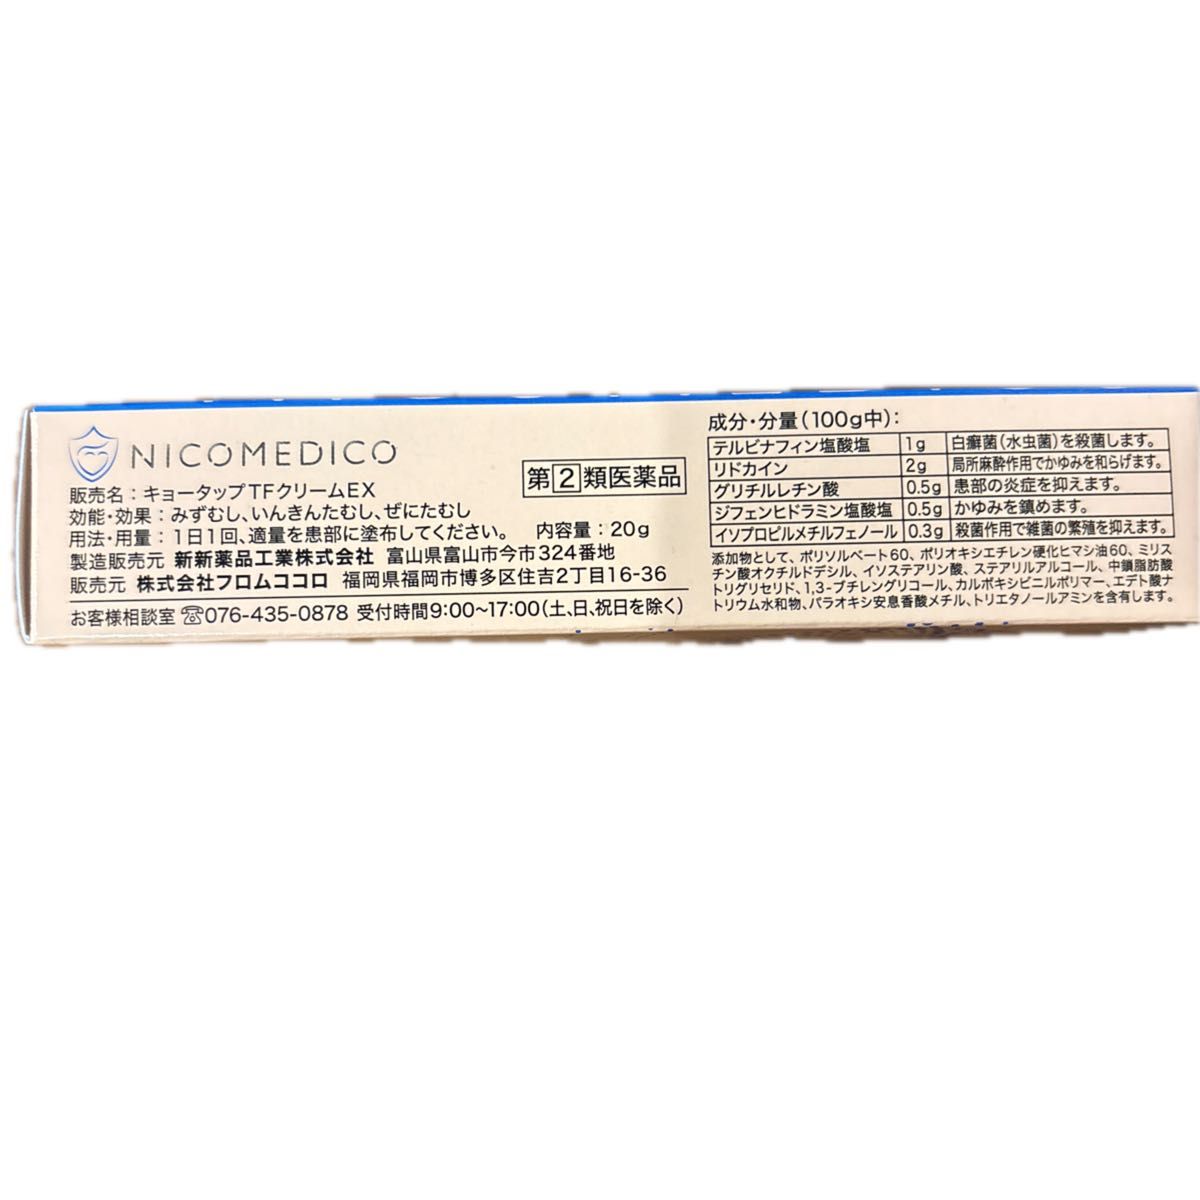 NICOMEDICO
第②類医薬品
販売名：キョータップTFクリームEX
効能・効果：みずむし、いんきんたむし、ぜにたむし
用法・用量：1日1回、適量を患部に塗布してください。 内容量：20g
製造販売元 新新薬品工業株式会社 富山県富山市今市324番地
販売元 株式会社フロムココロ 福岡県福岡市博多区住吉2丁目16-36
お客様相談室☎076-435-0878 受付時間9:00～17:00（土、日、祝日を除く）
成分・分量（100g中）：
テルビナフィン塩酸塩 1g 白癬菌（水虫菌）を殺菌します。
リドカイン 2g 局所麻酔作用でかゆみを和らげます。
グリチルレチン酸 0.5g 患部の炎症を抑えます。
ジフェンヒドラミン塩酸塩 0.5g かゆみを鎮めます。
イソプロピルメチルフェノール 0.3g 殺菌作用で雑菌の繁殖を抑えます。
添加物として、ポリソルベート60、ポリオキシエチレン硬化ヒマシ油60、ミリス
チン酸オクチルドデシル、イソステアリン酸、ステアリルアルコール、中鎖脂肪酸
トリグリセリド、1,3-ブチレングリコール、カルボキシビニルポリマー、エデト酸ナ
トリウム水和物、パラオキシ安息香酸メチル、トリエタノールアミンを含有します。